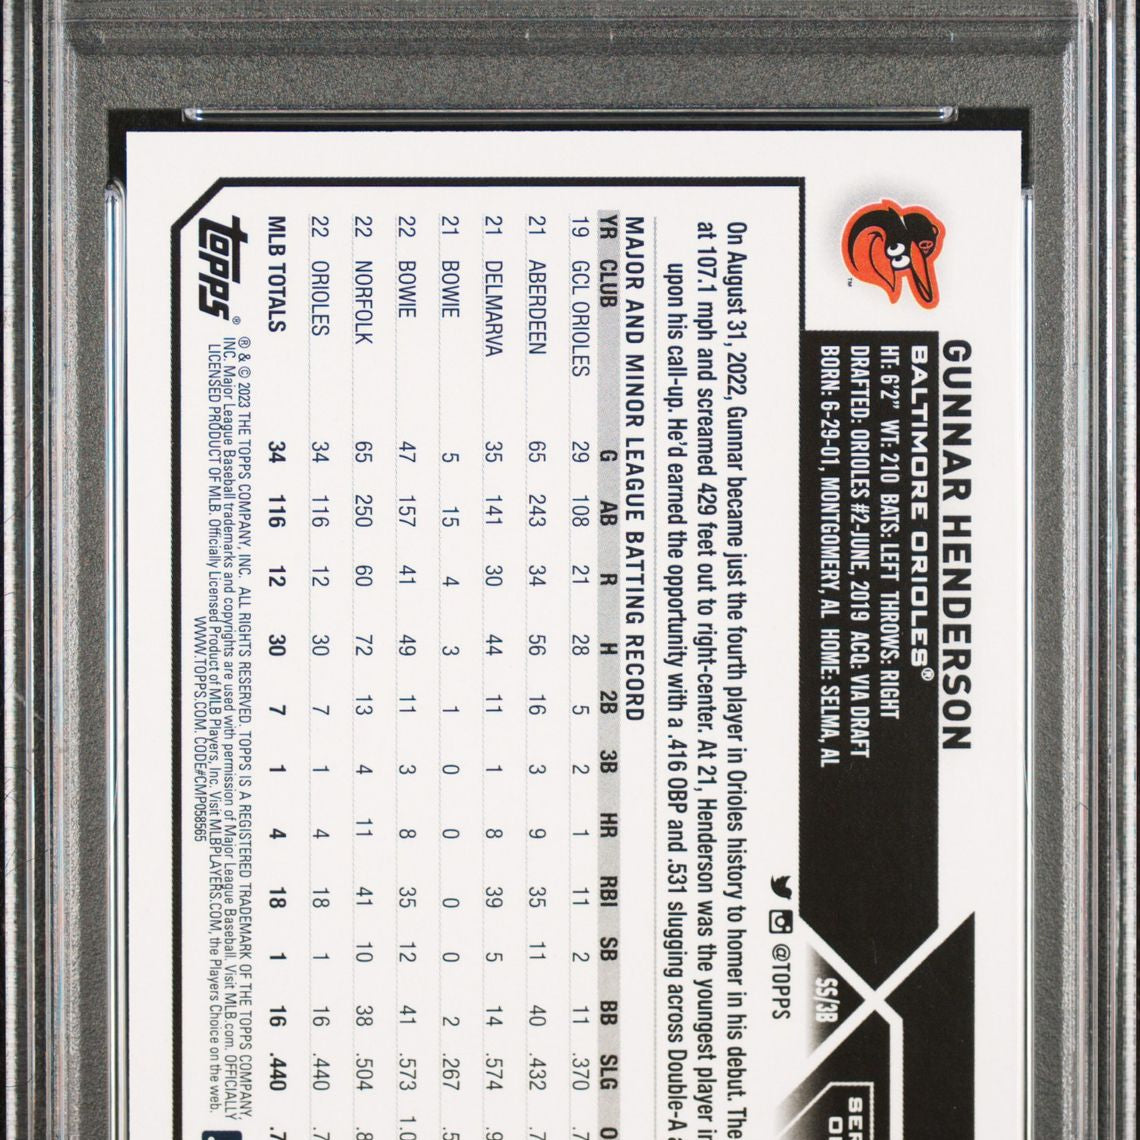 GUNNAR HENDERSON
BALTIMORE ORIOLES®
HT: 6'2" WT: 210 BATS: LEFT THROWS: RIGHT
DRAFTED: ORIOLES #2-JUNE, 2019 ACQ: VIA DRAFT
BORN: 6-29-01, MONTGOMERY, AL HOME: SELMA, AL
™
SS/3B
@TOPPS
On August 31, 2022, Gunnar became just the fourth player in Orioles history to homer in his debut. The
at 107.1 mph and screamed 429 feet out to right-center. At 21, Henderson was the youngest player
upon his call-up. He'd earned the opportunity with a .416 OBP and .531 slugging across Double-A
MAJOR AND MINOR LEAGUE BATTING RECORD
YR CLUB G AB R H 2B 3B HR RBI SB BB SLG
19 GCL ORIOLES 29 108 21 28 5 2 1 11 2 11 .370 .7
21 ABERDEEN 65 243 34 56 16 3 9 35 11 40 .432 .7
21 DELMARVA 35 141 30 44 11 1 8 39 5 14 .574 .9
21 BOWIE 5 15 4 3 1 0 0 0 0 2 .267 .5
22 BOWIE 47 157 41 49 11 3 8 35 12 41 .573 1.0
22 NORFOLK 65 250 60 72 13 4 11 41 10 38 .504 .8
22 ORIOLES 34 116 12 30 7 1 4 18 1 16 .440 .7
MLB TOTALS 34 116 12 30 7 1 4 18 1 16 .440 .7
topps®
® & © 2023 THE TOPPS COMPANY, INC. ALL RIGHTS RESERVED. TOPPS IS A REGISTERED TRADEMARK OF THE TOPPS COMPANY,
INC. Major League Baseball trademarks and copyrights are used with permission of Major League Baseball. Visit MLB.com. OFFICIALLY
LICENSED PRODUCT OF MLB. Officially Licensed Product of MLB Players, Inc. Visit MLBPLAYERS.COM, the Players Choice on the web.
WWW.TOPPS.COM. CODE#CMP058565